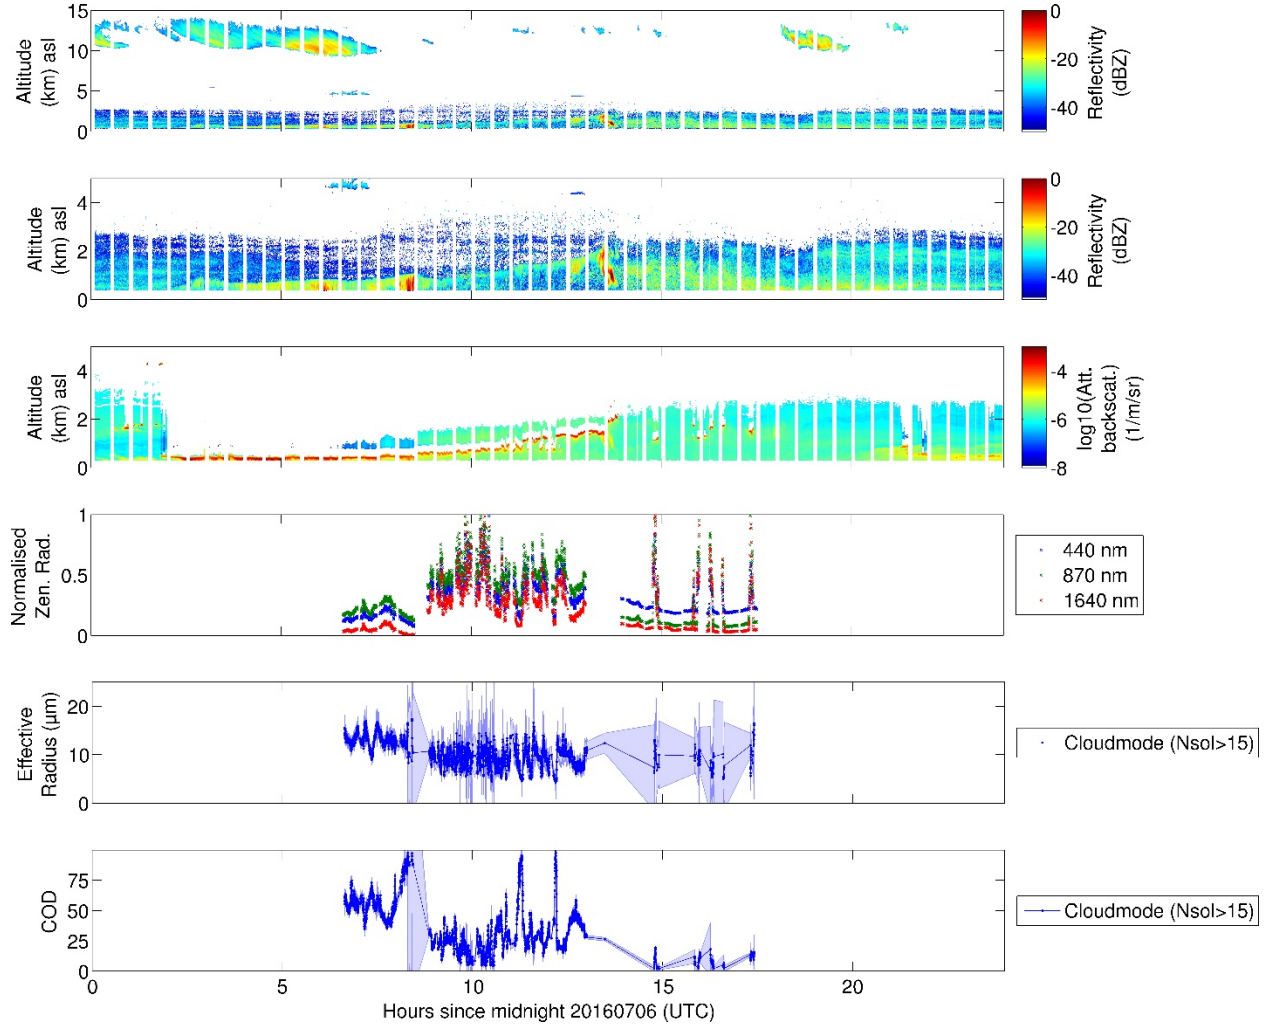 15
10
5
0
Altitude
(km) asl
0
-20
-40
Reflectivity
(dBZ)
4
2
0
Altitude
(km) asl
0
-20
-40
Reflectivity
(dBZ)
4
2
0
Altitude
(km) asl
-4
-6
-8
log10(Att.
backscat.)
(1/m/sr)
1
0.5
0
Normalised
Zen. Rad.
440 nm
870 nm
1640 nm
20
10
0
Effective
Radius (µm)
Cloudmode (Nsol>15)
75
50
25
0
COD
Cloudmode (Nsol>15)
0 5 10 15 20
Hours since midnight 20160706 (UTC)